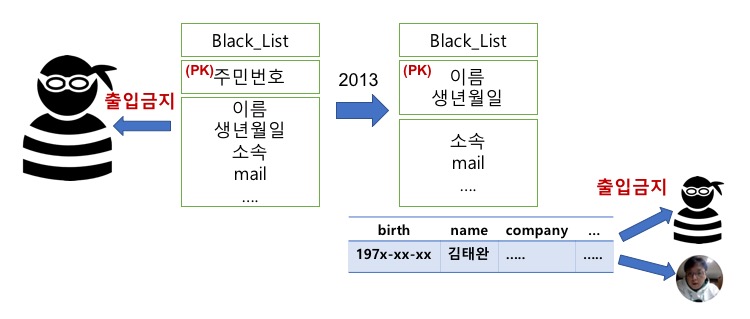 Black_List
(PK)주민번호
이름
생년월일
소속
mail
....
출입금지
2013
Black_List
(PK) 이름
생년월일
소속
mail
....
출입금지
birth name company ...
197x-xx-xx 김태완 ..... .....